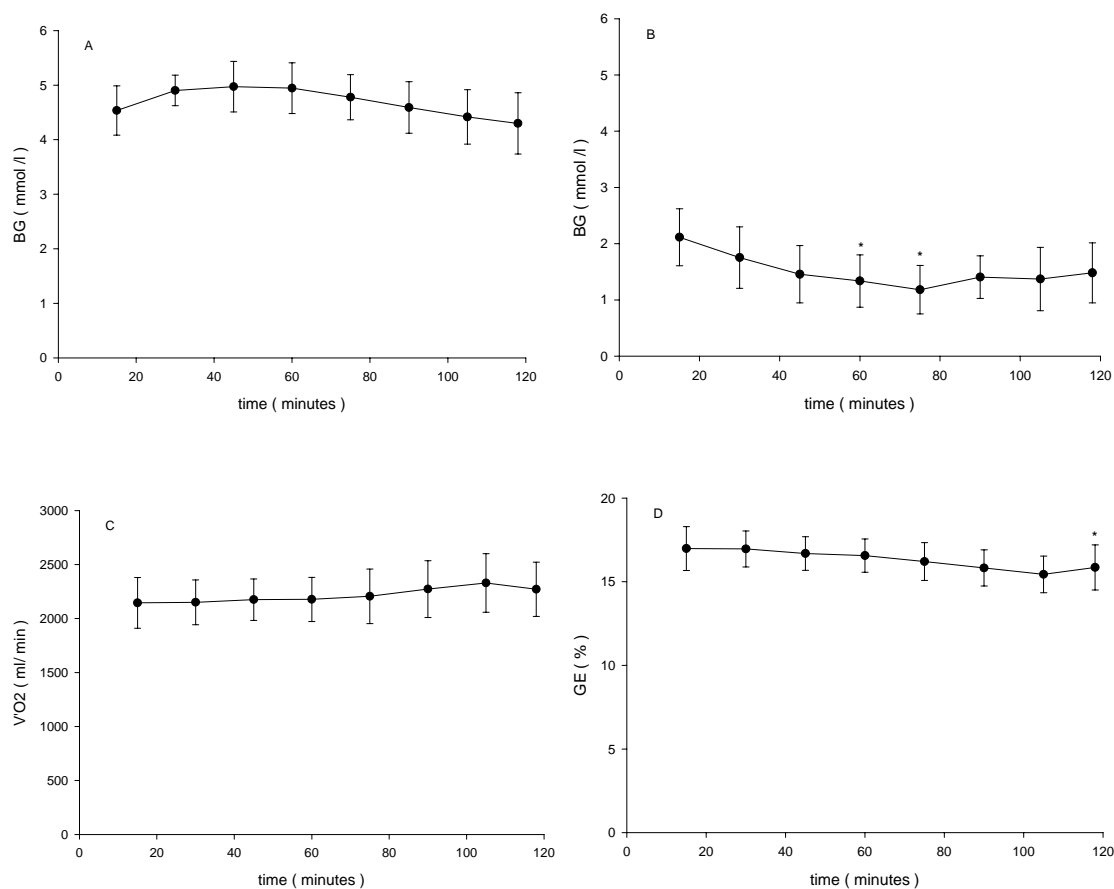 A
BG ( mmol /l )
6
5
4
3
2
1
0
0 20 40 60 80 100 120
time ( minutes )
B
BG ( mmol /l )
6
5
4
3
2
1
0
* *
0 20 40 60 80 100 120
time ( minutes )
C
V'O2 ( ml/ min )
3000
2500
2000
1500
1000
500
0
0 20 40 60 80 100 120
time ( minutes )
D
GE ( % )
20
15
10
5
0
*
0 20 40 60 80 100 120
time ( minutes )